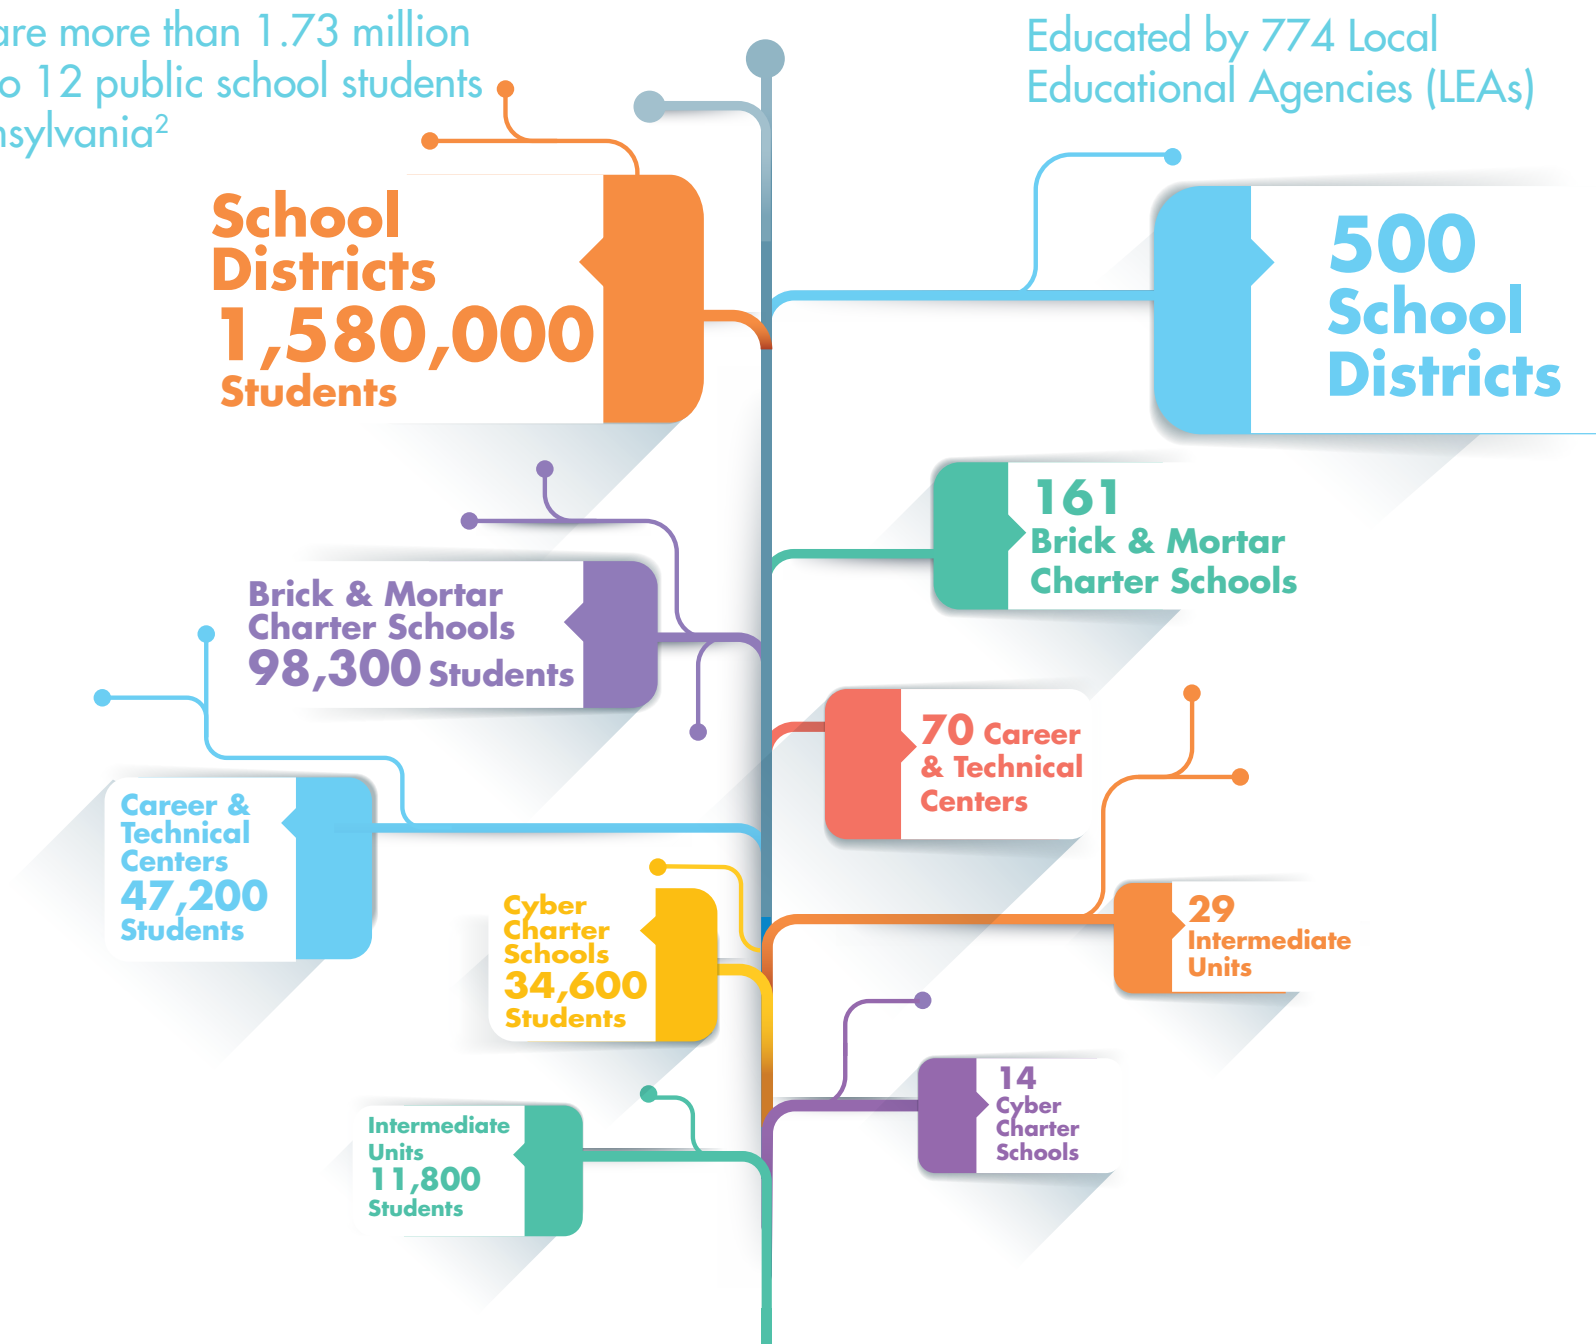 are more than 1.73 million
o 12 public school students
nsylvania2
Educated by 774 Local
Educational Agencies (LEAs)
School
Districts
1,580,000
Students
500
School
Districts
Brick & Mortar
Charter Schools
98,300 Students
161
Brick & Mortar
Charter Schools
Career &
Technical
Centers
47,200
Students
70 Career
& Technical
Centers
Cyber
Charter
Schools
34,600
Students
29
Intermediate
Units
Intermediate
Units
11,800
Students
14
Cyber
Charter
Schools